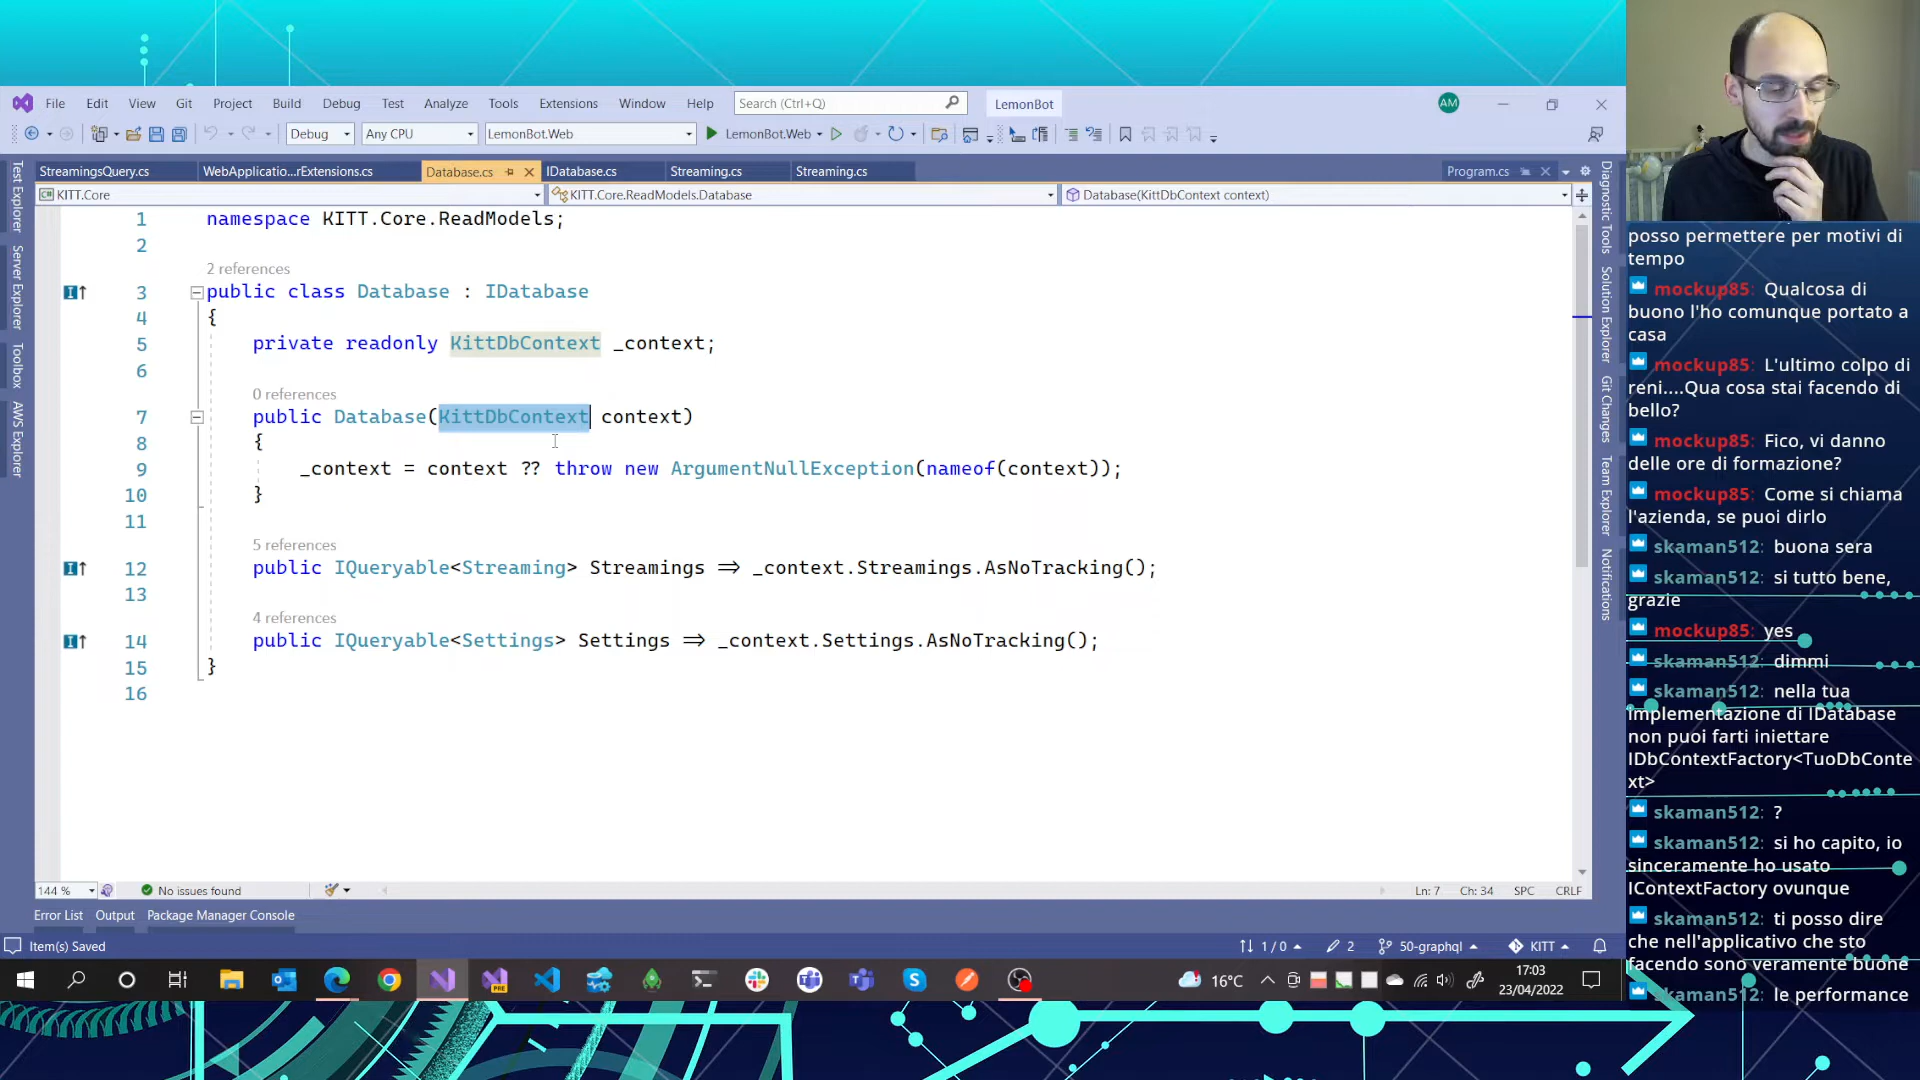 File Edit View Git Project Build Debug Test Analyze Tools Extensions Window Help Search (Ctrl+Q) LemonBot AM
Debug Any CPU LemonBot.Web LemonBot.Web
StreamingsQuery.cs WebApplicatio...rExtensions.cs Database.cs IDatabase.cs Streaming.cs Streaming.cs Program.cs
KITT.Core KITT.Core.ReadModels.Database Database(KittDbContext context)
Test Explorer
Server Explorer
Toolbox
AWS Explorer
1 namespace KITT.Core.ReadModels;
2
2 references
3 public class Database : IDatabase
4 {
5 private readonly KittDbContext _context;
6
0 references
7 public Database(KittDbContext context)
8 {
9 _context = context ?? throw new ArgumentNullException(nameof(context));
10 }
11
5 references
12 public IQueryable<Streaming> Streamings => _context.Streamings.AsNoTracking();
13
4 references
14 public IQueryable<Settings> Settings => _context.Settings.AsNoTracking();
15 }
16
Diagnostic Tools
Solution Explorer
Git Changes
Team Explorer
Notifications
144 % No issues found Ln: 7 Ch: 34 SPC CRLF
Error List Output Package Manager Console
Item(s) Saved 1 / 0 2 50-graphql KITT
PRE
16°C 17:03
23/04/2022
posso permettere per motivi di
tempo
mockup85: Qualcosa di
buono l'ho comunque portato a
casa
mockup85: L'ultimo colpo di
reni....Qua cosa stai facendo di
bello?
mockup85: Fico, vi danno
delle ore di formazione?
mockup85: Come si chiama
l'azienda, se puoi dirlo
skaman512: buona sera
skaman512: si tutto bene,
grazie
mockup85: yes
skaman512: dimmi
skaman512: nella tua
implementazione di IDatabase
non puoi farti iniettare
IDbContextFactory<TuoDbConte
xt>
skaman512: ?
skaman512: si ho capito, io
sinceramente ho usato
IContextFactory ovunque
skaman512: ti posso dire
che nell'applicativo che sto
facendo sono veramente buone
skaman512: le performance